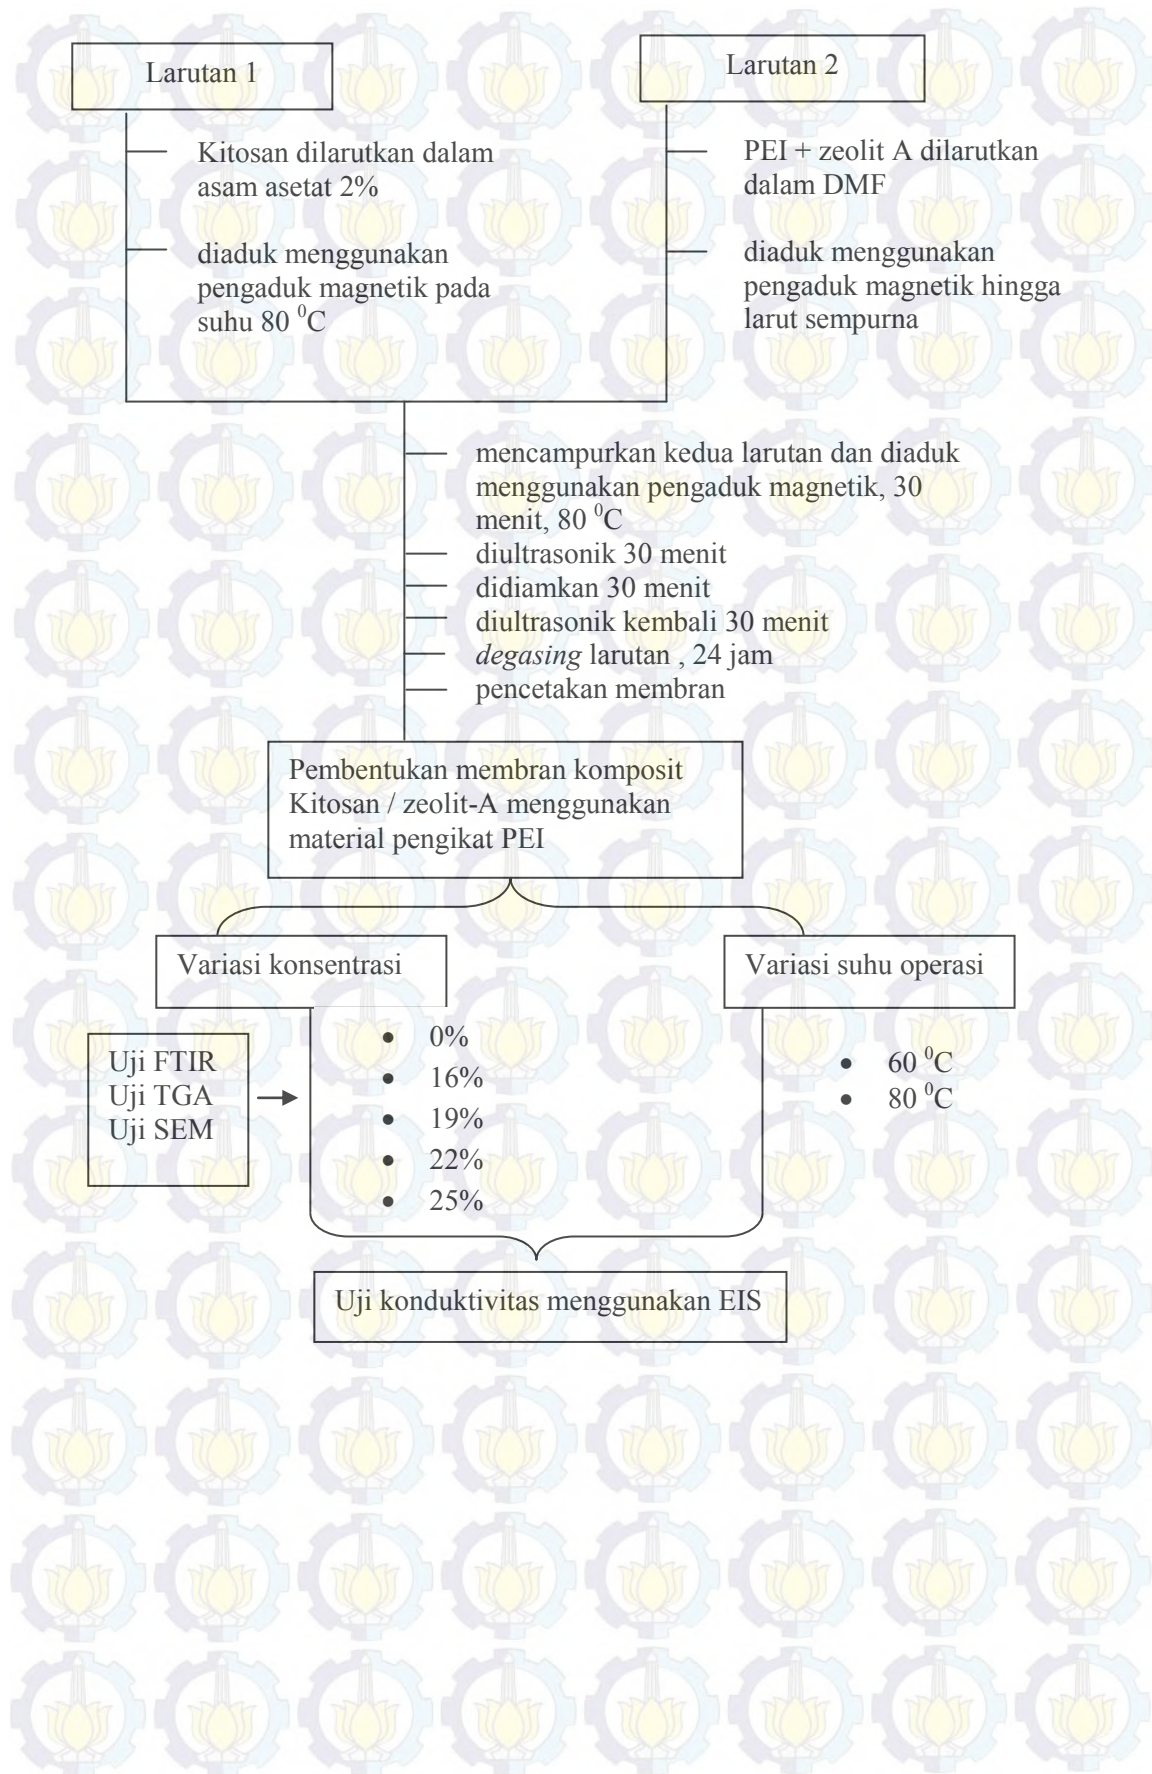 Larutan 1
Kitosan dilarutkan dalam
asam asetat 2%
diaduk menggunakan
pengaduk magnetik pada
suhu 80 ⁰C
Larutan 2
PEI + zeolit A dilarutkan
dalam DMF
diaduk menggunakan
pengaduk magnetik hingga
larut sempurna
mencampurkan kedua larutan dan diaduk
menggunakan pengaduk magnetik, 30
menit, 80 ⁰C
diultrasonik 30 menit
didiamkan 30 menit
diultrasonik kembali 30 menit
degasing larutan , 24 jam
pencetakan membran
Pembentukan membran komposit
Kitosan / zeolit-A menggunakan
material pengikat PEI
Variasi konsentrasi
Uji FTIR
Uji TGA
Uji SEM
• 0%
• 16%
• 19%
• 22%
• 25%
Variasi suhu operasi
• 60 ⁰C
• 80 ⁰C
Uji konduktivitas menggunakan EIS